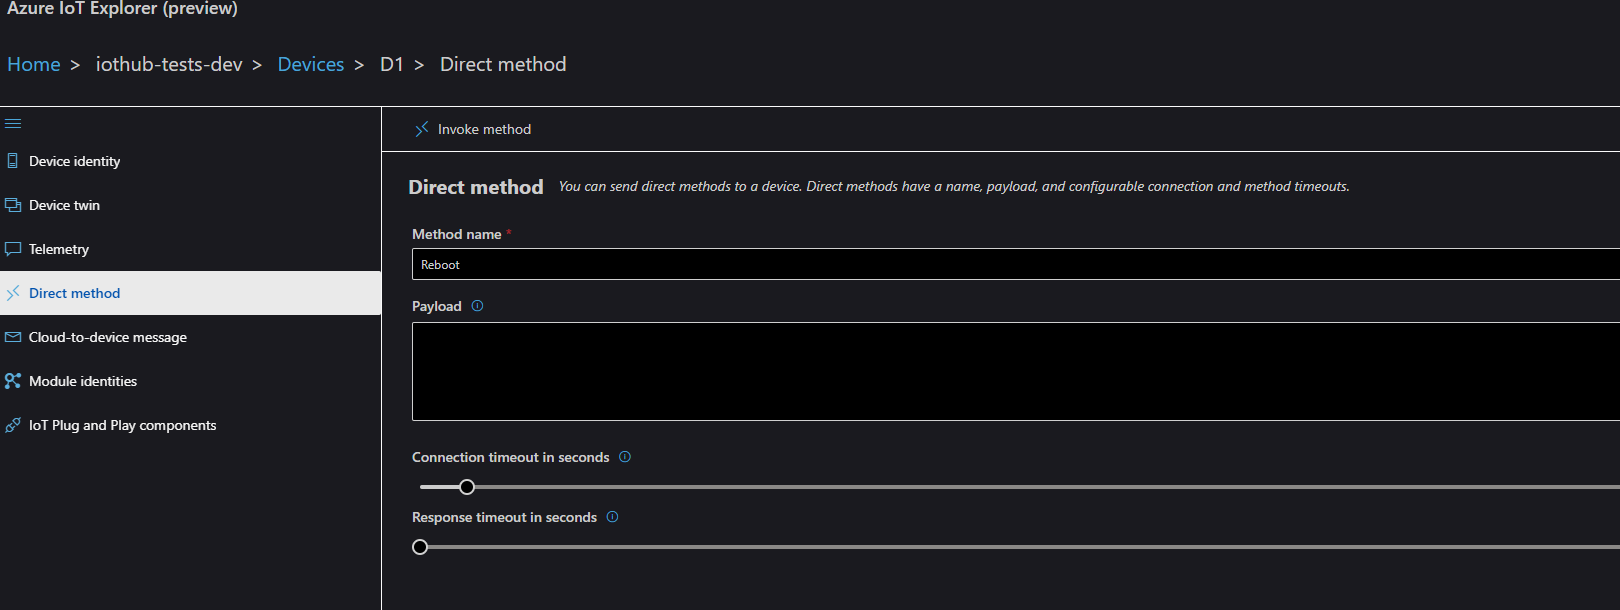 Azure IoT Explorer (preview)
Home > iothub-tests-dev > Devices > D1 > Direct method
Device identity
Device twin
Telemetry
Direct method
Cloud-to-device message
Module identities
IoT Plug and Play components
Invoke method
Direct method You can send direct methods to a device. Direct methods have a name, payload, and configurable connection and method timeouts.
Method name *
Reboot
Payload
Connection timeout in seconds
Response timeout in seconds